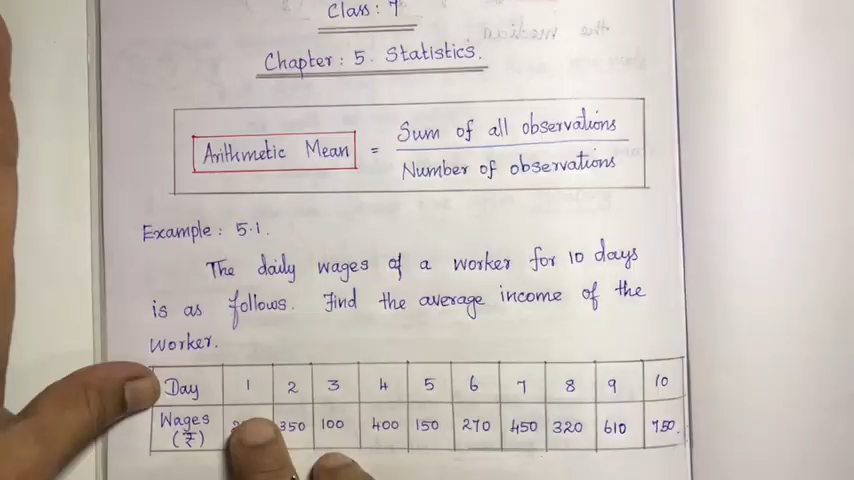 Class: 7
Chapter: 5. Statistics.
Arithmetic Mean = Sum of all observations
Number of observations
Example: 5.1.
The daily wages of a worker for 10 days
is as follows. Find the average income of the
worker.
Day 1 2 3 4 5 6 7 8 9 10
Wages (₹) 350 100 400 150 270 450 320 610 750.